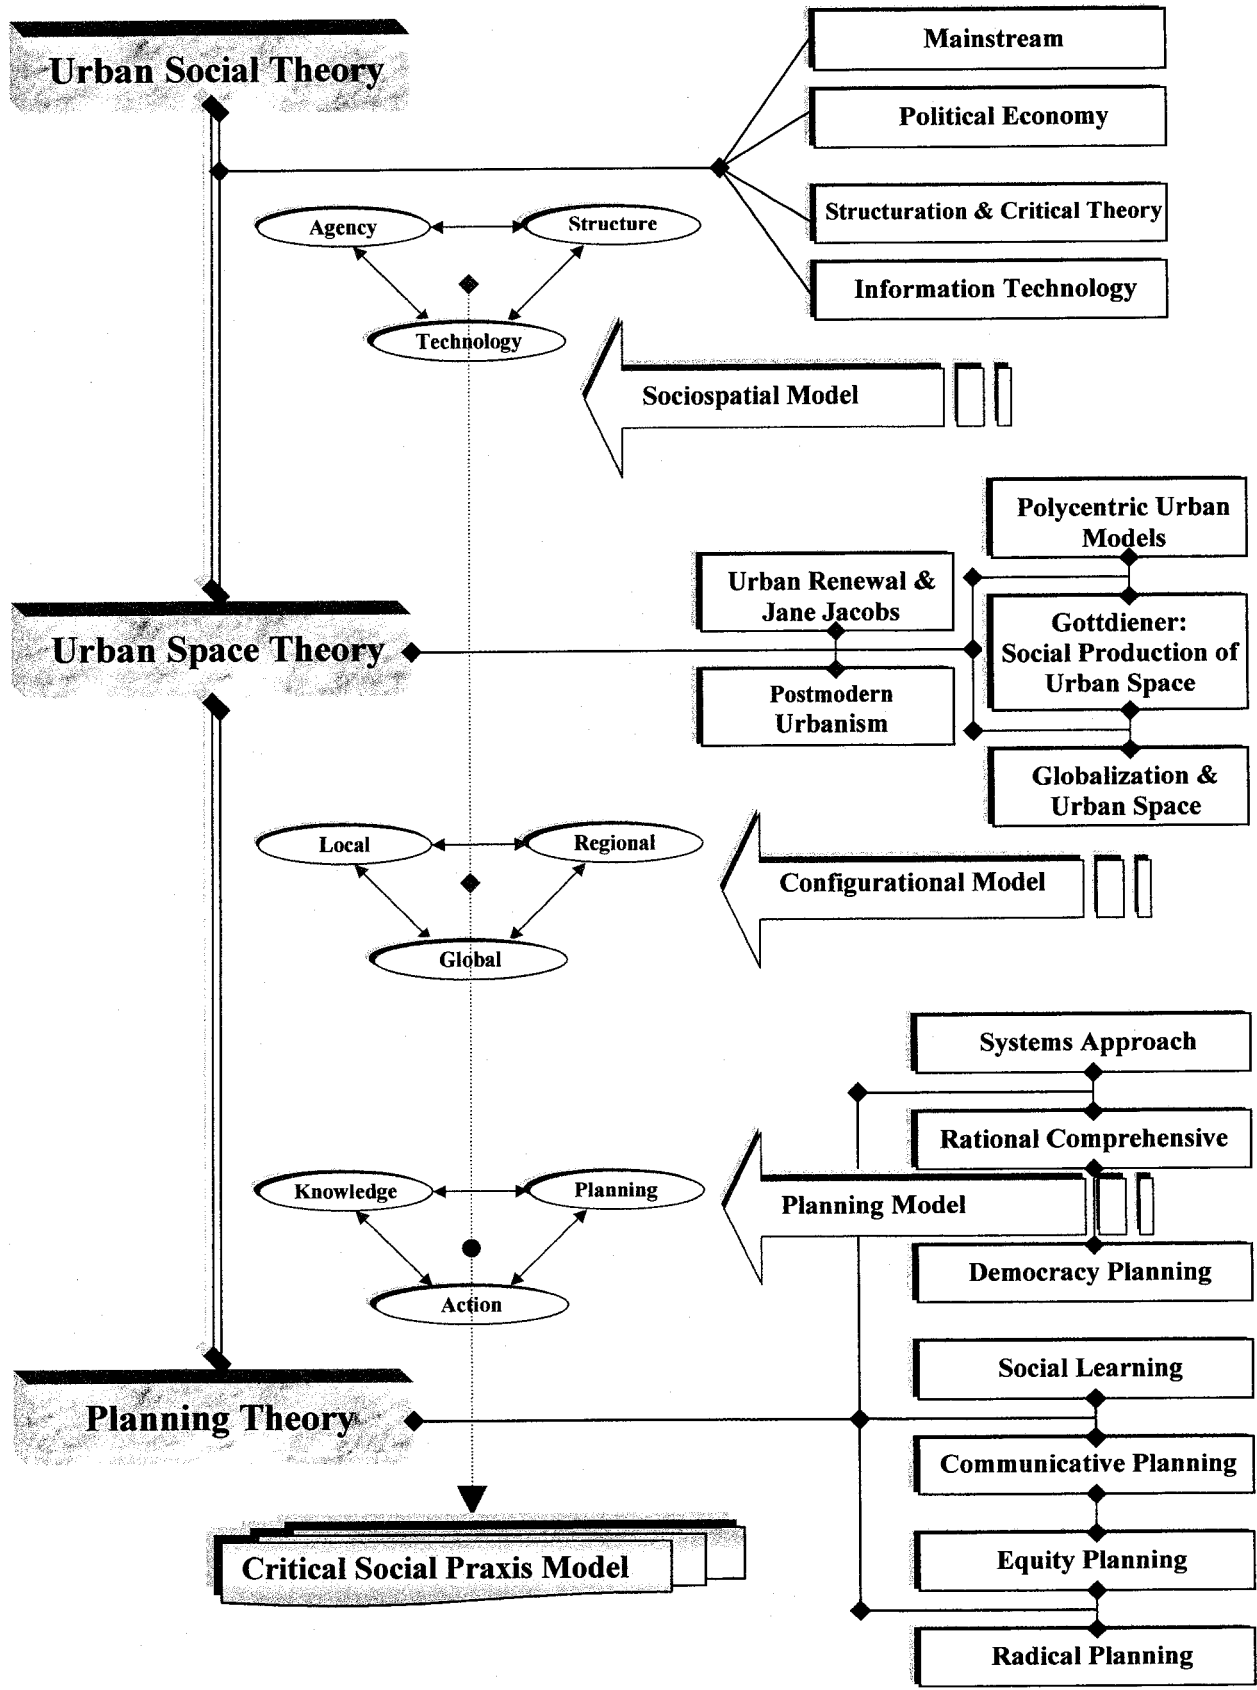 Urban Social Theory
Mainstream
Political Economy
Structuration & Critical Theory
Information Technology
Agency
Structure
Technology
Sociospatial Model
Urban Space Theory
Urban Renewal &
Jane Jacobs
Postmodern
Urbanism
Polycentric Urban
Models
Gottdiener:
Social Production of
Urban Space
Globalization &
Urban Space
Local
Regional
Global
Configurational Model
Systems Approach
Rational Comprehensive
Knowledge
Planning
Action
Planning Model
Democracy Planning
Planning Theory
Social Learning
Communicative Planning
Equity Planning
Radical Planning
Critical Social Praxis Model